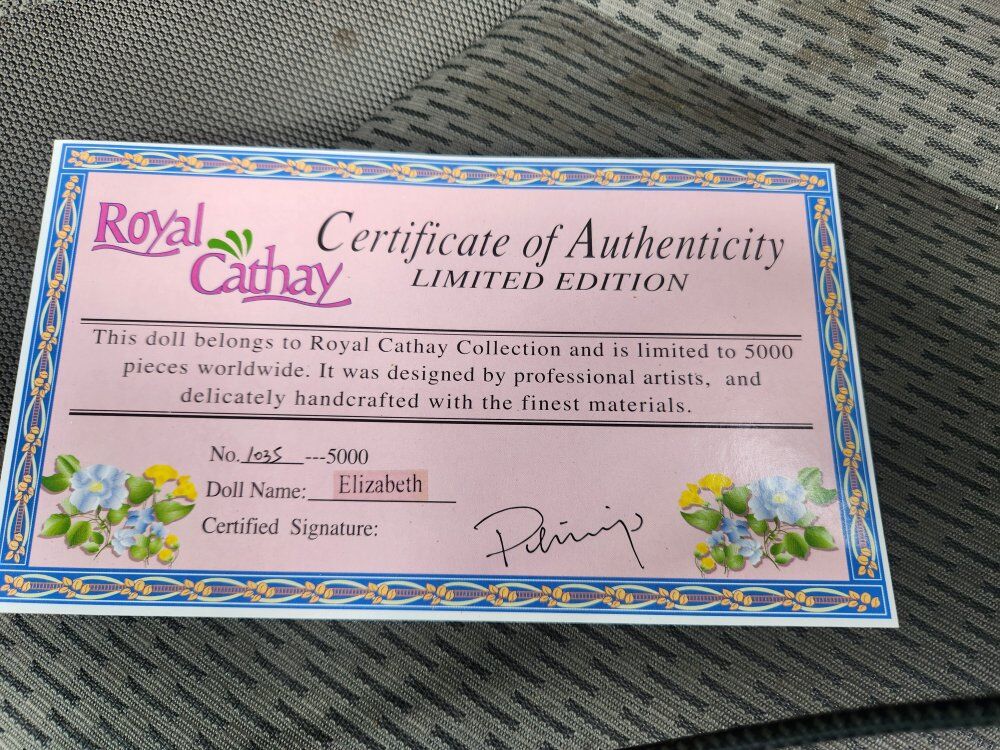 Royal Cathay
Certificate of Authenticity
LIMITED EDITION
This doll belongs to Royal Cathay Collection and is limited to 5000
pieces worldwide. It was designed by professional artists, and
delicately handcrafted with the finest materials.
No. 1035 ---5000
Doll Name: Elizabeth
Certified Signature: